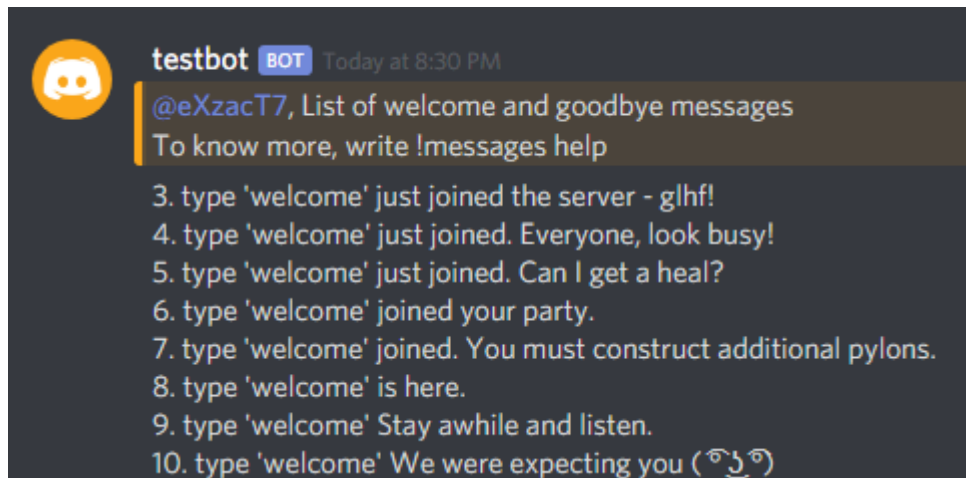 testbot BOT Today at 8:30 PM
@eXzacT7, List of welcome and goodbye messages
To know more, write !messages help
3. type 'welcome' just joined the server - glhf!
4. type 'welcome' just joined. Everyone, look busy!
5. type 'welcome' just joined. Can I get a heal?
6. type 'welcome' joined your party.
7. type 'welcome' joined. You must construct additional pylons.
8. type 'welcome' is here.
9. type 'welcome' Stay awhile and listen.
10. type 'welcome' We were expecting you ( ͡° ͜ʖ ͡°)